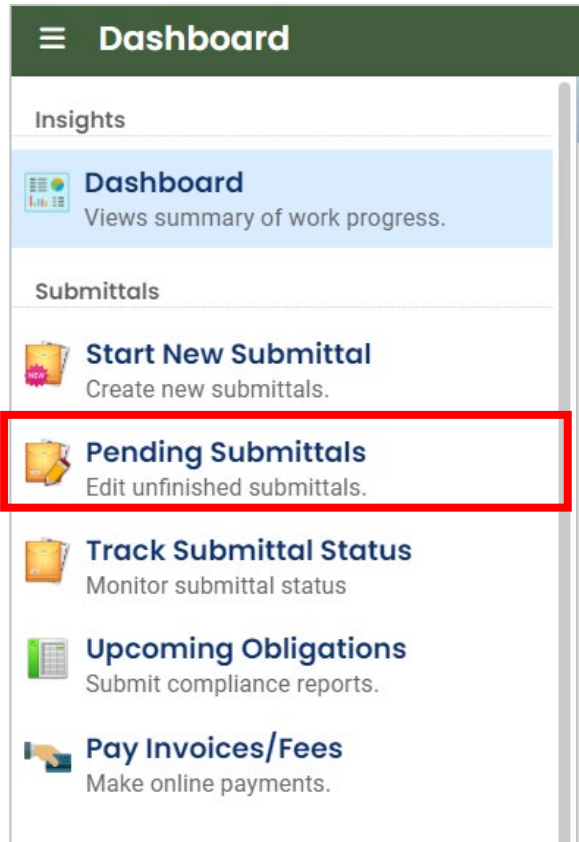 Dashboard
Insights
Dashboard
Views summary of work progress.
Submittals
Start New Submittal
NEW
Create new submittals.
Pending Submittals
Edit unfinished submittals.
Track Submittal Status
Monitor submittal status
Upcoming Obligations
Submit compliance reports.
Pay Invoices/Fees
Make online payments.